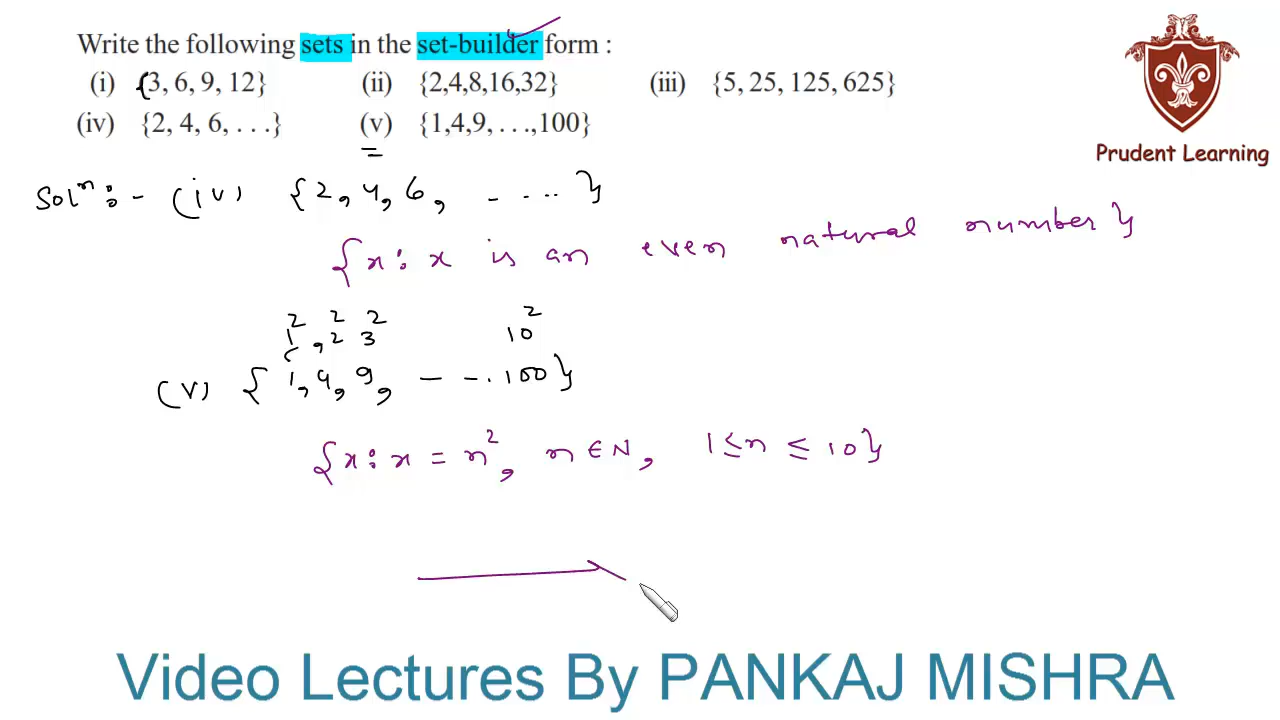 Write the following sets in the set-builder form :
(i) {3, 6, 9, 12} (ii) {2,4,8,16,32} (iii) {5, 25, 125, 625}
(iv) {2, 4, 6, . . .} (v) {1,4,9, . . .,100}
Prudent Learning
Solⁿ:- (iv) {2, 4, 6, - ... }
{x: x is an even natural number}
1², 2² 3² 10²
(v) {1, 4, 9, - -. 100}
{x: x = n², n ∈ N, 1 ≤ n ≤ 10}
Video Lectures By PANKAJ MISHRA